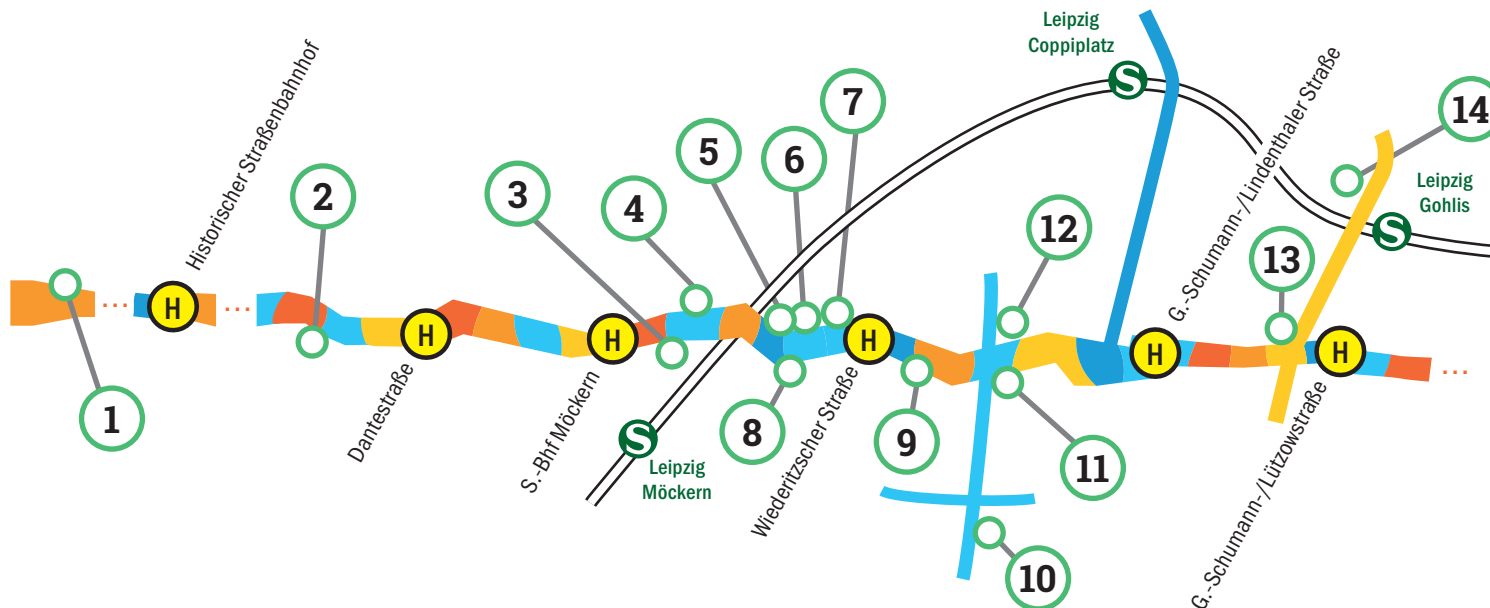 Leipzig
Coppiplatz
S
Historischer Straßenbahnhof
G.-Schumann-/Lindenthaler Straße
7
14
5
6
2
3
4
Leipzig
Gohlis
S
12
13
...
H
...
H
H
H
H
H
...
1
Dantestraße
S.-Bhf Möckern
S
Leipzig
Möckern
8
Wiederitzscher Straße
9
11
G.-Schumann-/Lützowstraße
10